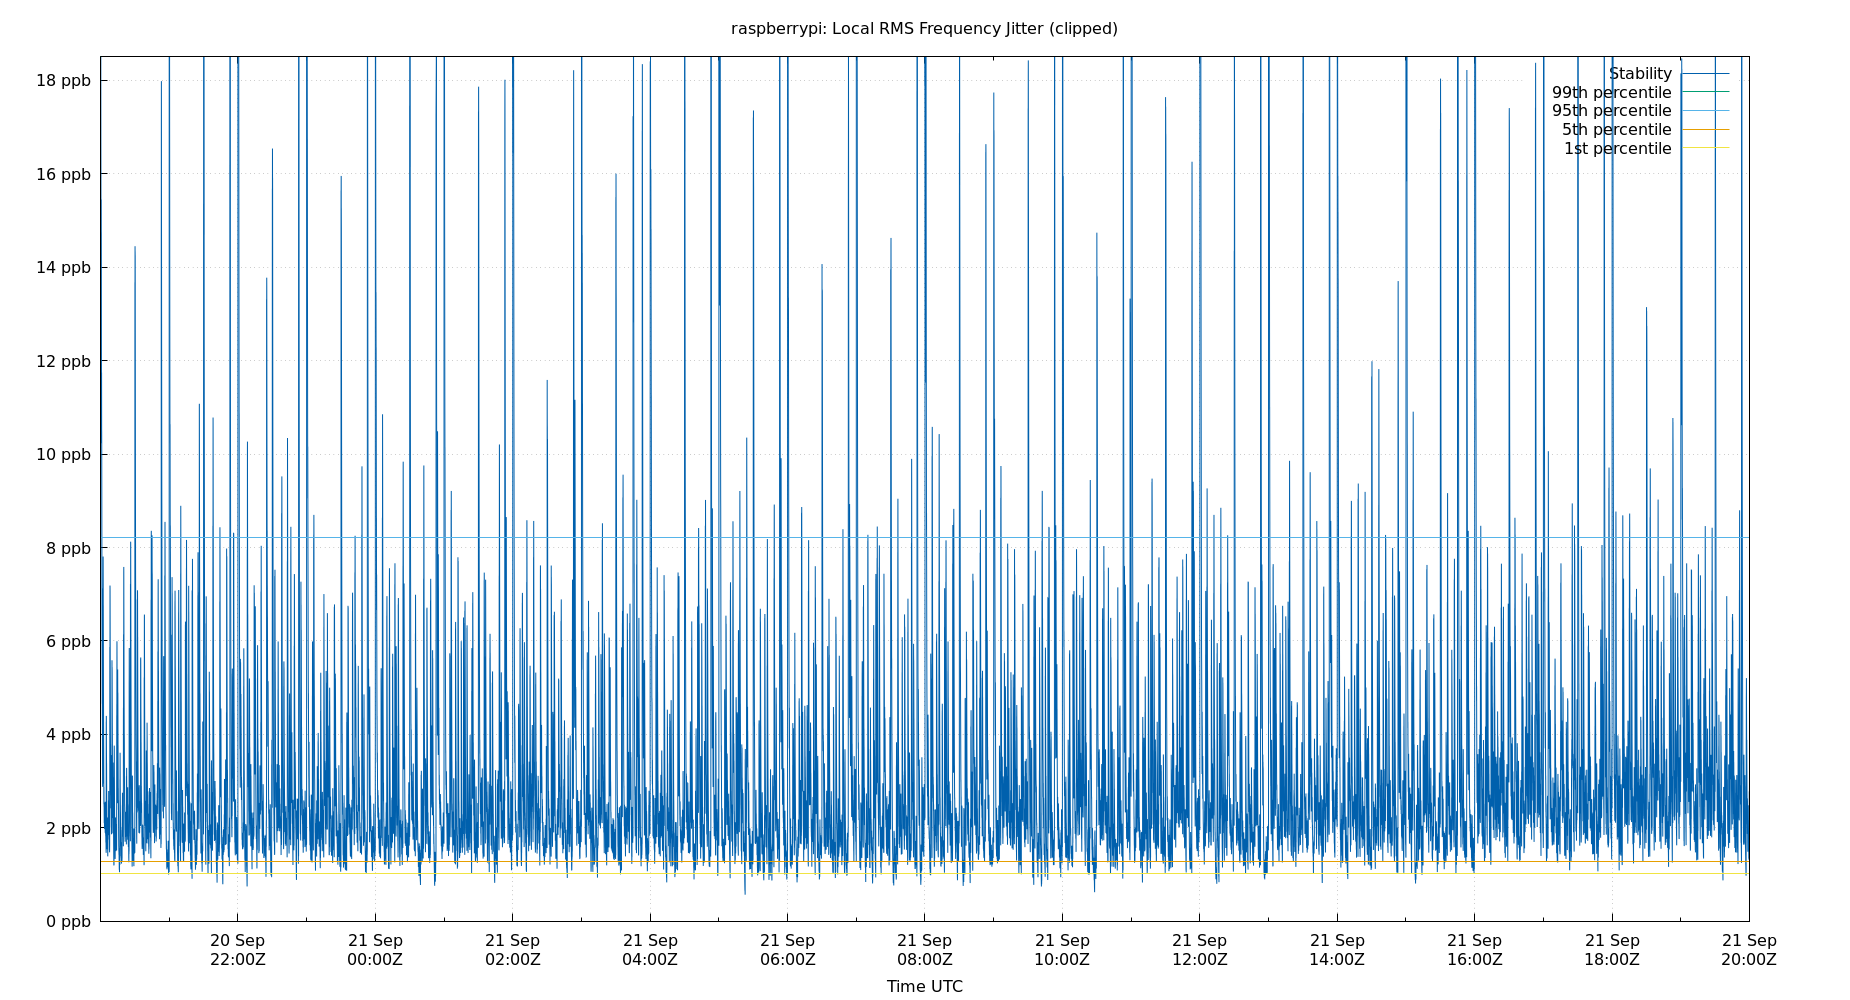 raspberrypi: Local RMS Frequency Jitter (clipped)
18 ppb
16 ppb
14 ppb
12 ppb
10 ppb
8 ppb
6 ppb
4 ppb
2 ppb
0 ppb
Stability
99th percentile
95th percentile
5th percentile
1st percentile
20 Sep 21 Sep 21 Sep 21 Sep 21 Sep 21 Sep 21 Sep 21 Sep 21 Sep 21 Sep 21 Sep 21 Sep
22:00Z 00:00Z 02:00Z 04:00Z 06:00Z 08:00Z 10:00Z 12:00Z 14:00Z 16:00Z 18:00Z 20:00Z
Time UTC